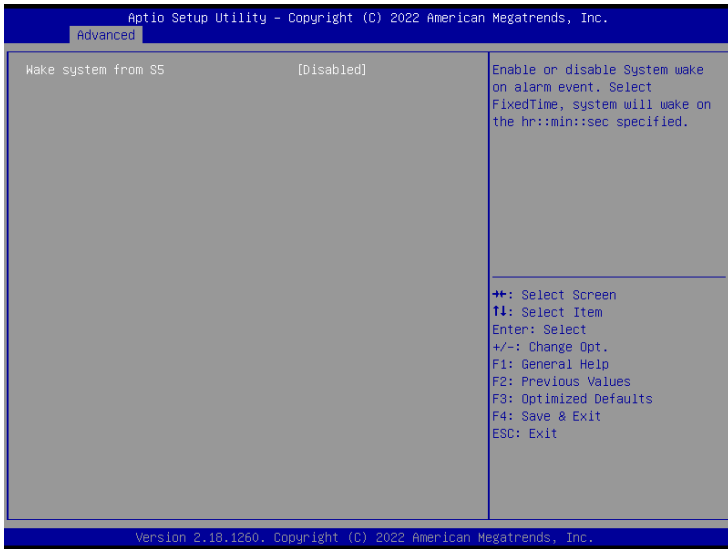 Aptio Setup Utility – Copyright (C) 2022 American Megatrends, Inc.
Advanced
Wake system from S5 [Disabled]
Enable or disable System wake
on alarm event. Select
FixedTime, system will wake on
the hr::min::sec specified.
→←: Select Screen
↑↓: Select Item
Enter: Select
+/-: Change Opt.
F1: General Help
F2: Previous Values
F3: Optimized Defaults
F4: Save & Exit
ESC: Exit
Version 2.18.1260. Copyright (C) 2022 American Megatrends, Inc.